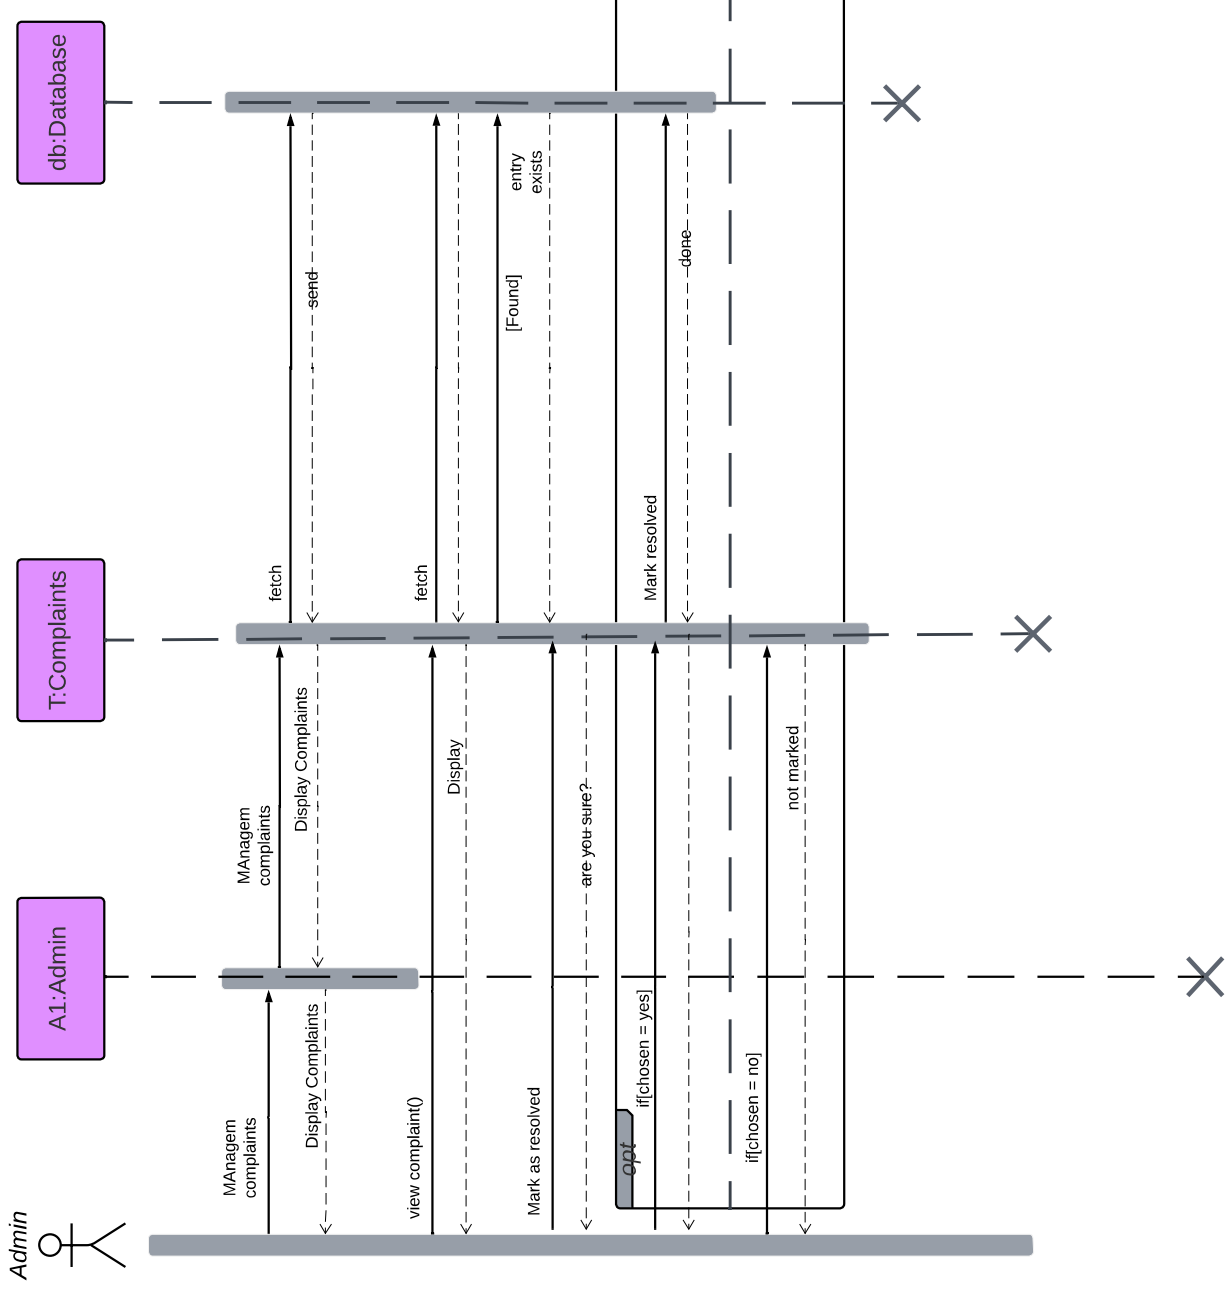 Admin
A1:Admin
T:Complaints
db:Database
MAnagem
complaints
MAnagem
complaints
fetch
send
Display Complaints
Display Complaints
view complaint()
fetch
Display
[Found]
entry
exists
Mark as resolved
are you sure?
opt
if[chosen = yes]
Mark resolved
done
if[chosen = no]
not marked